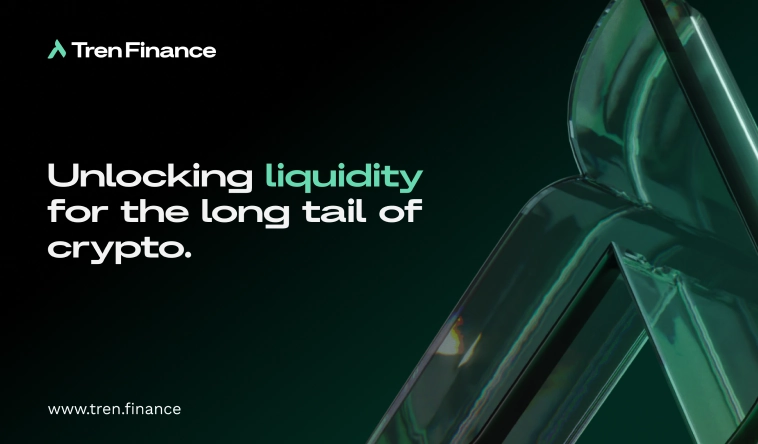 Tren Finance
Unlocking liquidity
for the long tail of
crypto.
www.tren.finance